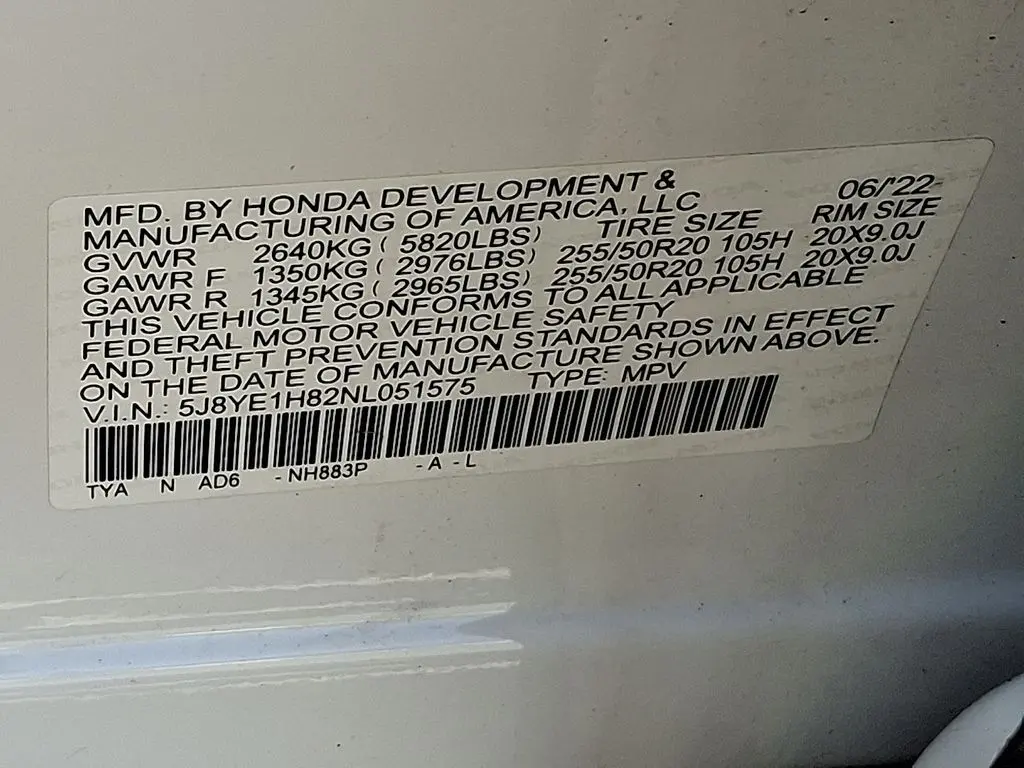 MFD. BY HONDA DEVELOPMENT & 06/'22
MANUFACTURING OF AMERICA, LLC
TIRE SIZE RIM SIZE
GVWR 2640KG ( 5820LBS)
GAWR F 1350KG ( 2976LBS) 255/50R20 105H 20X9.0J
GAWR R 1345KG ( 2965LBS) 255/50R20 105H 20X9.0J
THIS VEHICLE CONFORMS TO ALL APPLICABLE
FEDERAL MOTOR VEHICLE SAFETY
AND THEFT PREVENTION STANDARDS IN EFFECT
ON THE DATE OF MANUFACTURE SHOWN ABOVE.
V.I.N.: 5J8YE1H82NL051575 TYPE: MPV
TYA N AD6 -NH883P -A -L